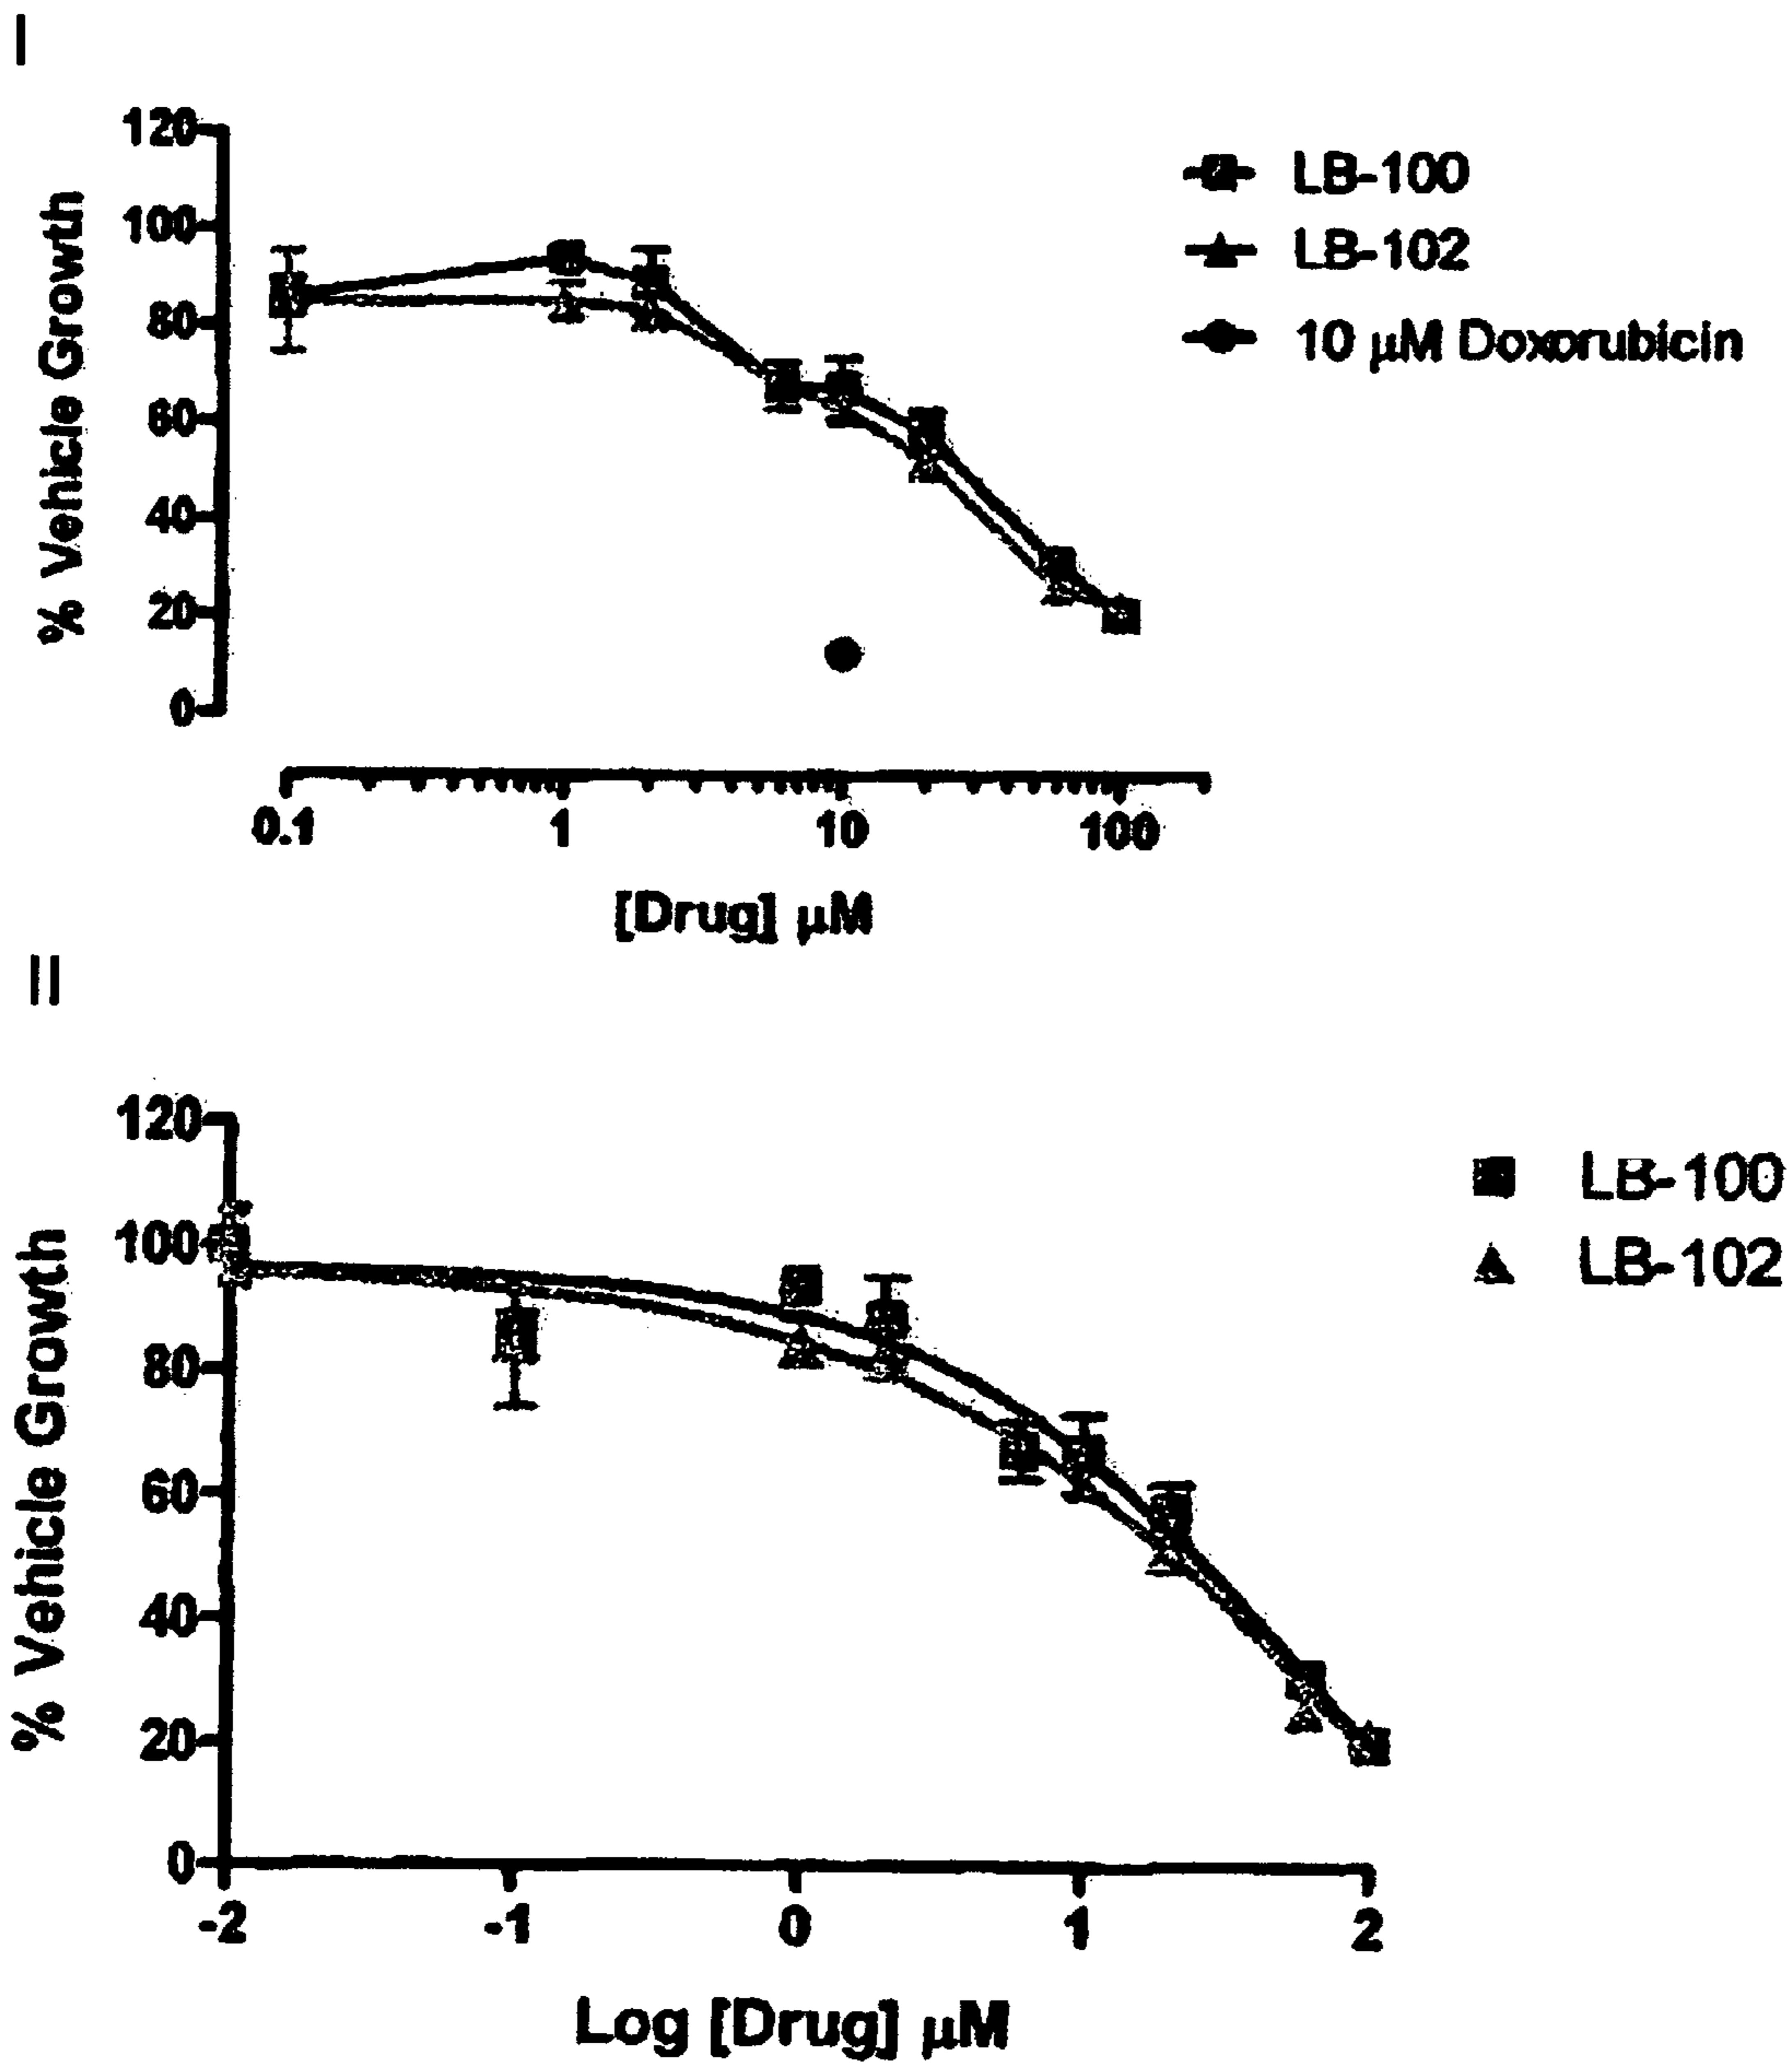 I
120
100
80
60
40
20
0
% Vehicle Growth
LB-100
LB-102
10 μM Doxorubicin
0.1 1 10 100
[Drug] μM
II
120
100
80
60
40
20
0
% Vehicle Growth
LB-100
LB-102
-2 -1 0 1 2
Log [Drug] μM